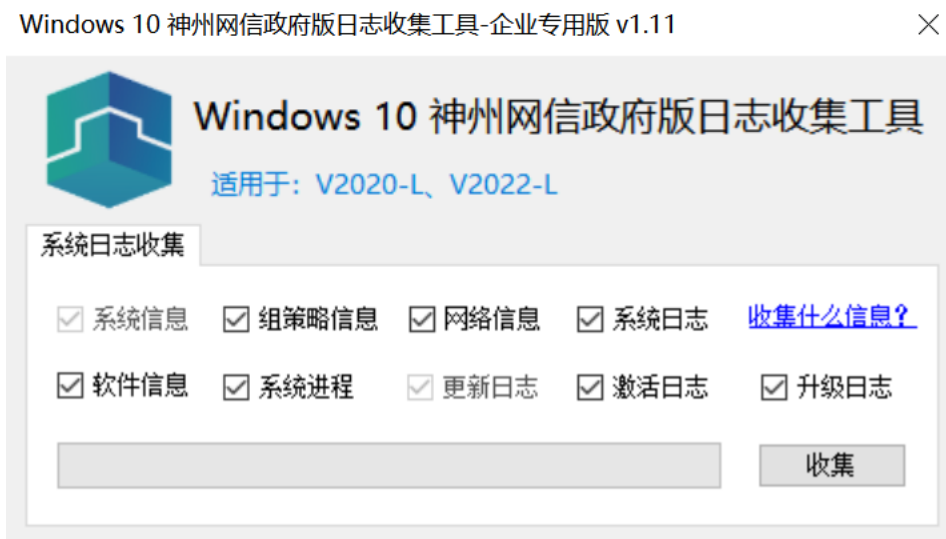 Windows 10 神州网信政府版日志收集工具-企业专用版 v1.11
Windows 10 神州网信政府版日志收集工具
适用于：V2020-L、V2022-L
系统日志收集
系统信息 组策略信息 网络信息 系统日志 收集什么信息？
软件信息 系统进程 更新日志 激活日志 升级日志
收集